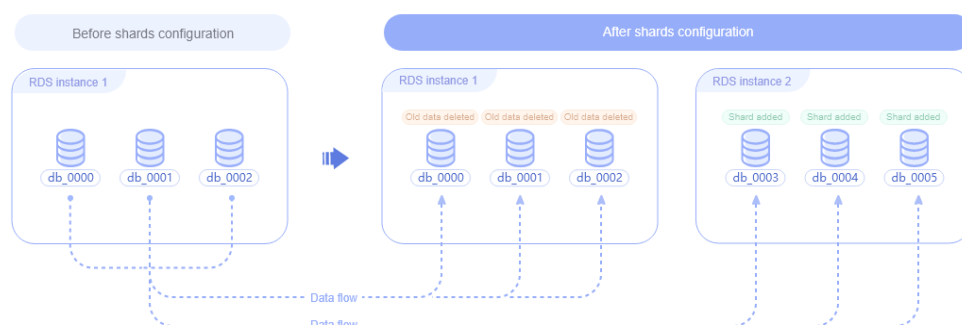 Before shards configuration
After shards configuration
RDS instance 1
RDS instance 1
RDS instance 2
Old data deleted Old data deleted Old data deleted
Shard added Shard added Shard added
db_0000 db_0001 db_0002
db_0000 db_0001 db_0002
db_0003 db_0004 db_0005
Data flow
Data flow